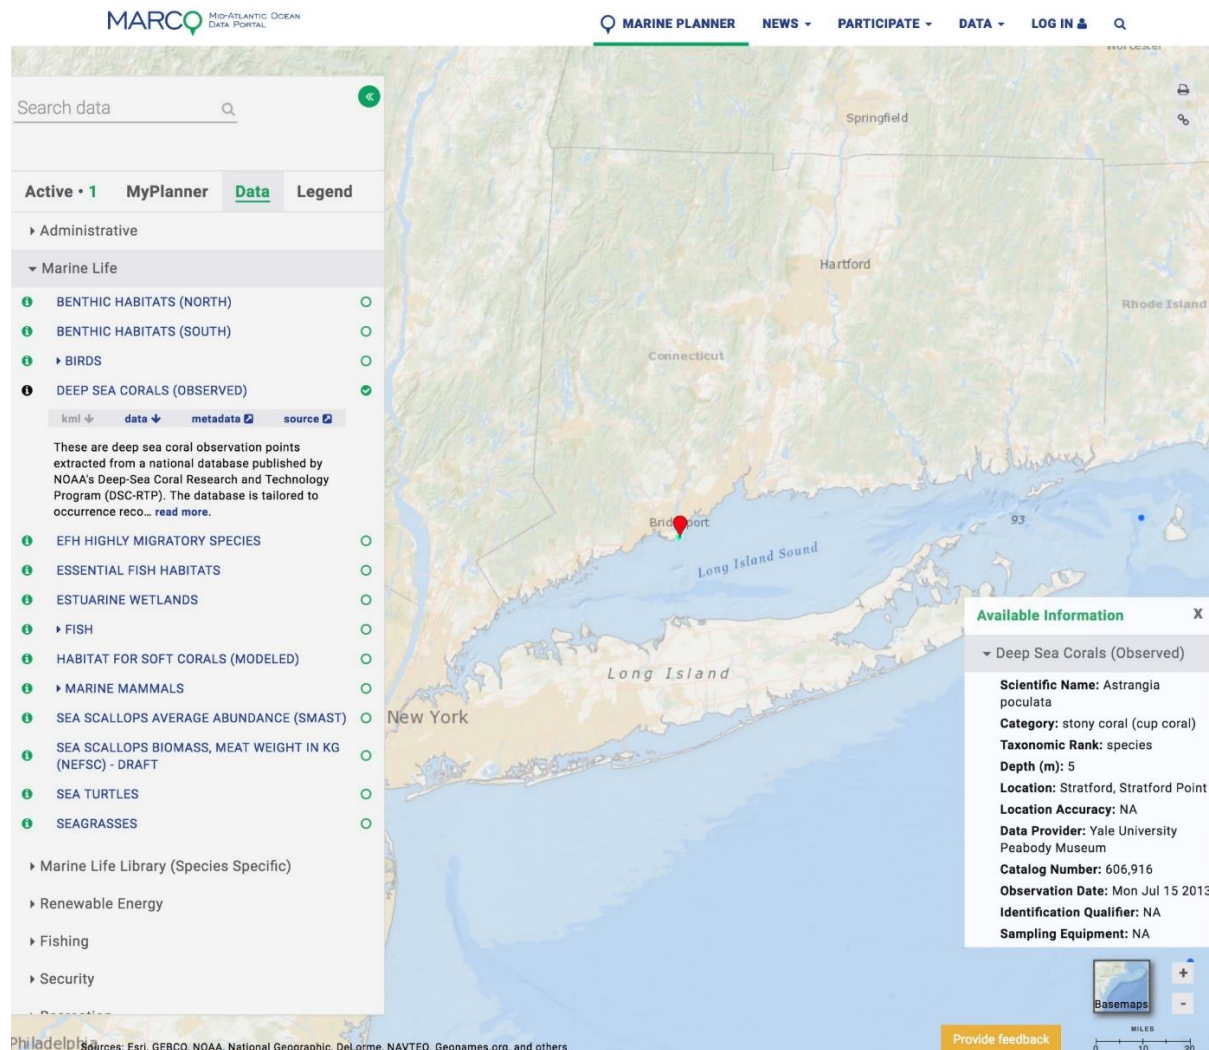 MARCO MID-ATLANTIC OCEAN
DATA PORTAL
MARINE PLANNER NEWS PARTICIPATE DATA LOG IN
Search data
Active • 1 MyPlanner Data Legend
Administrative
Marine Life
BENTHIC HABITATS (NORTH)
BENTHIC HABITATS (SOUTH)
BIRDS
DEEP SEA CORALS (OBSERVED)
kml data metadata source
These are deep sea coral observation points
extracted from a national database published by
NOAA's Deep-Sea Coral Research and Technology
Program (DSC-RTP). The database is tailored to
occurrence reco... read more.
EFH HIGHLY MIGRATORY SPECIES
ESSENTIAL FISH HABITATS
ESTUARINE WETLANDS
FISH
HABITAT FOR SOFT CORALS (MODELED)
MARINE MAMMALS
SEA SCALLOPS AVERAGE ABUNDANCE (SMAST)
SEA SCALLOPS BIOMASS, MEAT WEIGHT IN KG
(NEFSC) - DRAFT
SEA TURTLES
SEAGRASSES
Marine Life Library (Species Specific)
Renewable Energy
Fishing
Security
Worcester
Springfield
Hartford
Rhode Island
Connecticut
93
Long Island Sound
Long Island
New York
Available Information X
Deep Sea Corals (Observed)
Scientific Name: Astrangia
poculata
Category: stony coral (cup coral)
Taxonomic Rank: species
Depth (m): 5
Location: Stratford, Stratford Point
Location Accuracy: NA
Data Provider: Yale University
Peabody Museum
Catalog Number: 606,916
Observation Date: Mon Jul 15 2013
Identification Qualifier: NA
Sampling Equipment: NA
Basemaps
+
-
Provide feedback
MILES
0 10 20
Sources: Esri, GEBCO, NOAA, National Geographic, DeLorme, NAVTEQ, Geonames.org, and others